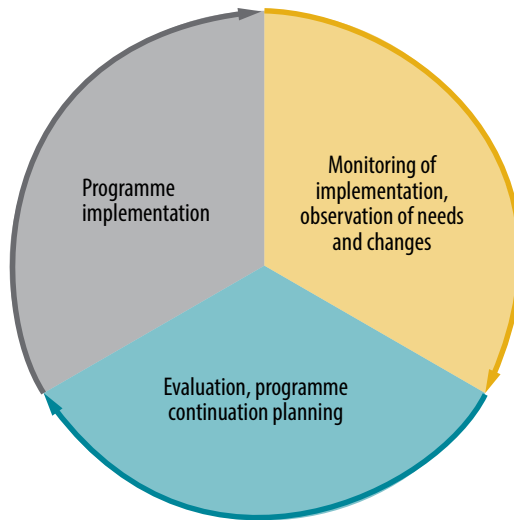 Programme
implementation
Monitoring of
implementation,
observation of needs
and changes
Evaluation, programme
continuation planning